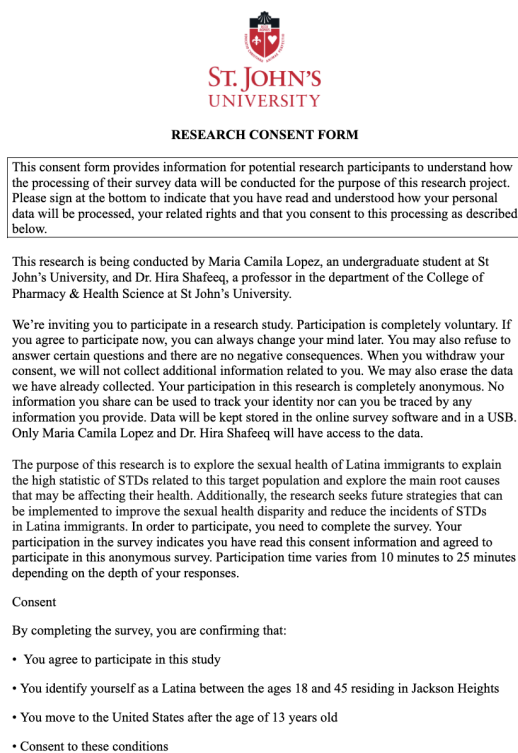 ST. JOHN'S
UNIVERSITY
RESEARCH CONSENT FORM
This consent form provides information for potential research participants to understand how
the processing of their survey data will be conducted for the purpose of this research project.
Please sign at the bottom to indicate that you have read and understood how your personal
data will be processed, your related rights and that you consent to this processing as described
below.
This research is being conducted by Maria Camila Lopez, an undergraduate student at St
John's University, and Dr. Hira Shafeeq, a professor in the department of the College of
Pharmacy & Health Science at St John's University.
We're inviting you to participate in a research study. Participation is completely voluntary. If
you agree to participate now, you can always change your mind later. You may also refuse to
answer certain questions and there are no negative consequences. When you withdraw your
consent, we will not collect additional information related to you. We may also erase the data
we have already collected. Your participation in this research is completely anonymous. No
information you share can be used to track your identity nor can you be traced by any
information you provide. Data will be kept stored in the online survey software and in a USB.
Only Maria Camila Lopez and Dr. Hira Shafeeq will have access to the data.
The purpose of this research is to explore the sexual health of Latina immigrants to explain
the high statistic of STDs related to this target population and explore the main root causes
that may be affecting their health. Additionally, the research seeks future strategies that can
be implemented to improve the sexual health disparity and reduce the incidents of STDs
in Latina immigrants. In order to participate, you need to complete the survey. Your
participation in the survey indicates you have read this consent information and agreed to
participate in this anonymous survey. Participation time varies from 10 minutes to 25 minutes
depending on the depth of your responses.
Consent
By completing the survey, you are confirming that:
• You agree to participate in this study
• You identify yourself as a Latina between the ages 18 and 45 residing in Jackson Heights
• You move to the United States after the age of 13 years old
• Consent to these conditions